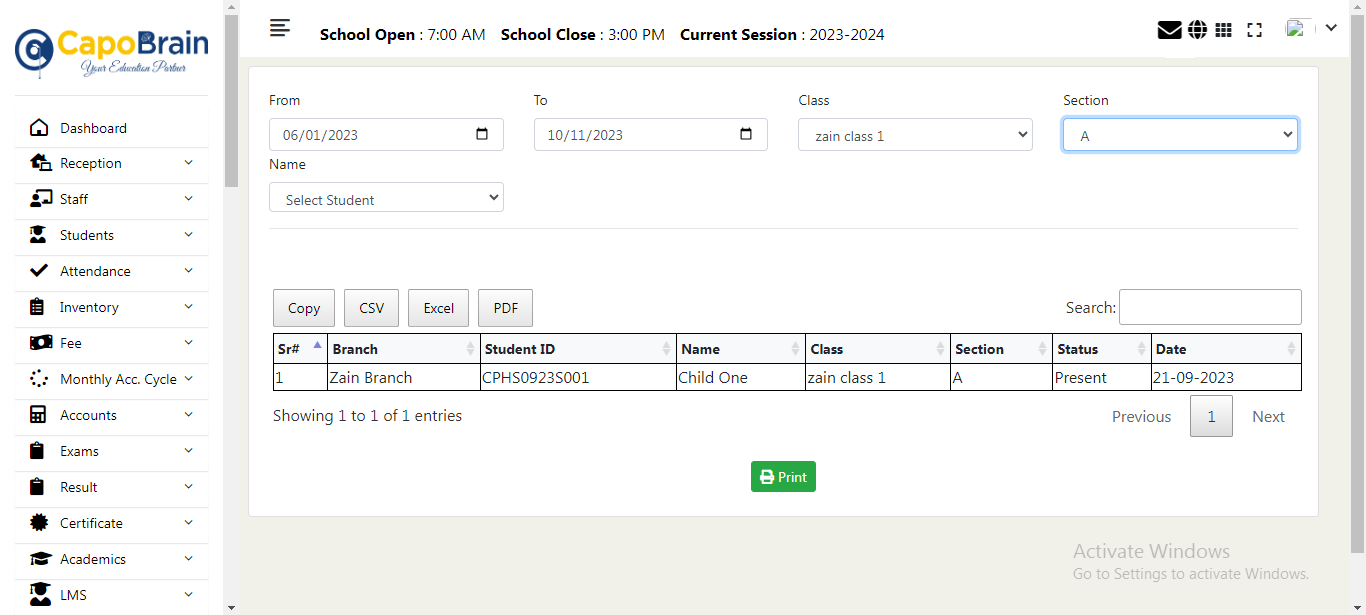 CapoBrain
Your Education Partner
Dashboard
Reception
Staff
Students
Attendance
Inventory
Fee
Monthly Acc. Cycle
Accounts
Exams
Result
Certificate
Academics
LMS
School Open : 7:00 AM School Close : 3:00 PM Current Session : 2023-2024
From To Class Section
06/01/2023 10/11/2023 zain class 1 A
Name
Select Student
Copy CSV Excel PDF Search:
Sr# Branch Student ID Name Class Section Status Date
1 Zain Branch CPHS0923S001 Child One zain class 1 A Present 21-09-2023
Showing 1 to 1 of 1 entries Previous 1 Next
Print
Activate Windows
Go to Settings to activate Windows.